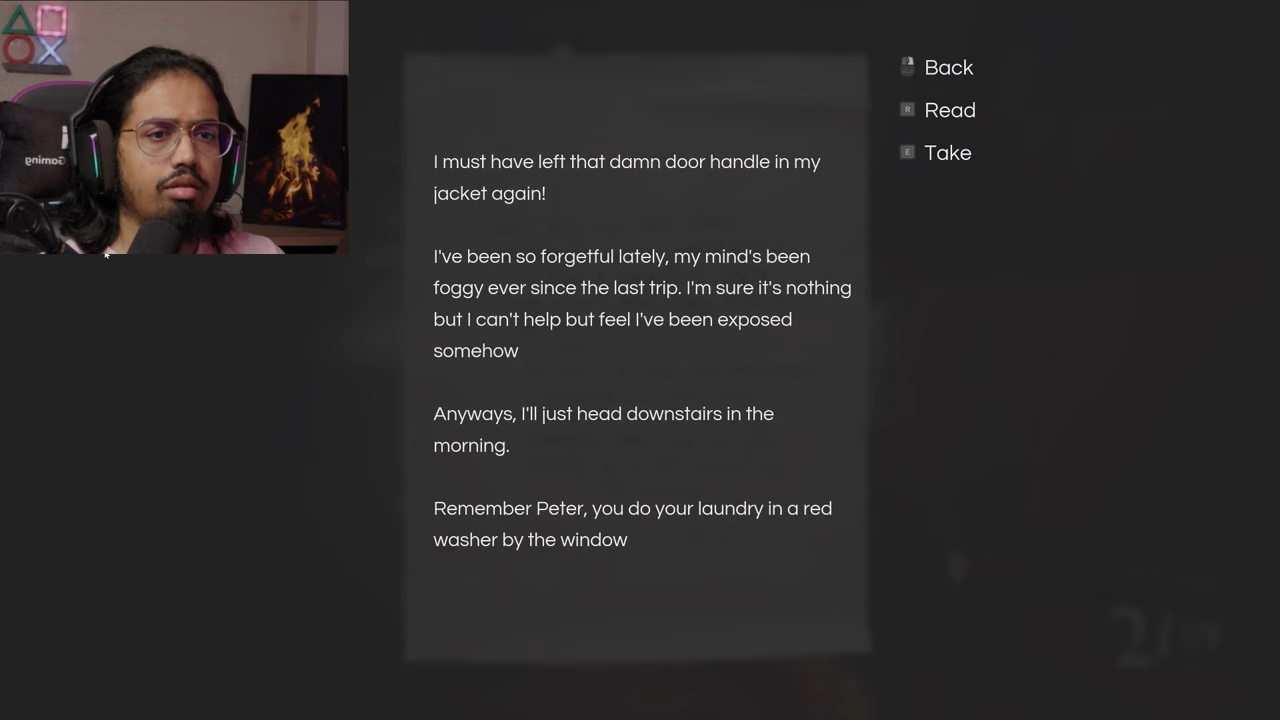 Back
R Read
E Take
I must have left that damn door handle in my
jacket again!
I've been so forgetful lately, my mind's been
foggy ever since the last trip. I'm sure it's nothing
but I can't help but feel I've been exposed
somehow
Anyways, I'll just head downstairs in the
morning.
Remember Peter, you do your laundry in a red
washer by the window
Gaming